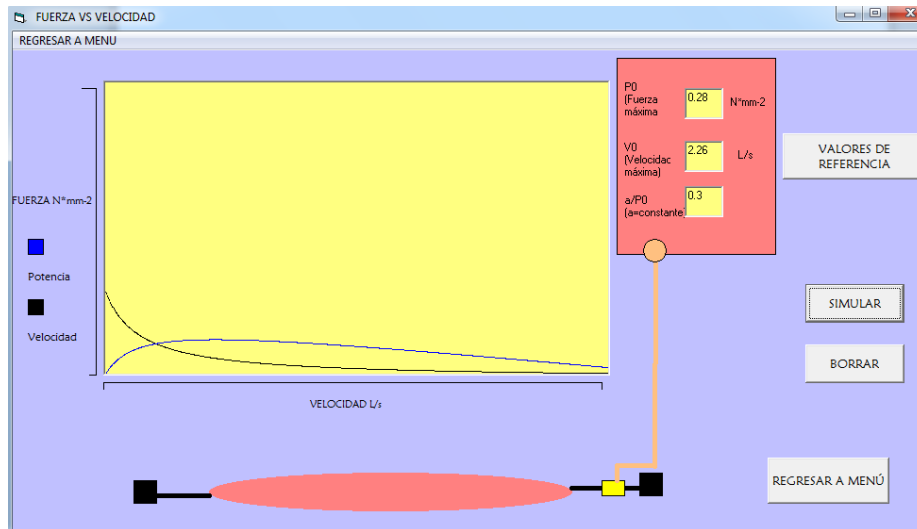 FUERZA VS VELOCIDAD
REGRESAR A MENU
P0
(Fuerza
máxima
0.28
N*mm-2
V0
(Velocidac
máxima)
2.26
L/s
a/P0
(a=constante)
0.3
VALORES DE
REFERENCIA
FUERZA N*mm-2
Potencia
Velocidad
SIMULAR
BORRAR
VELOCIDAD L/s
REGRESAR A MENÚ